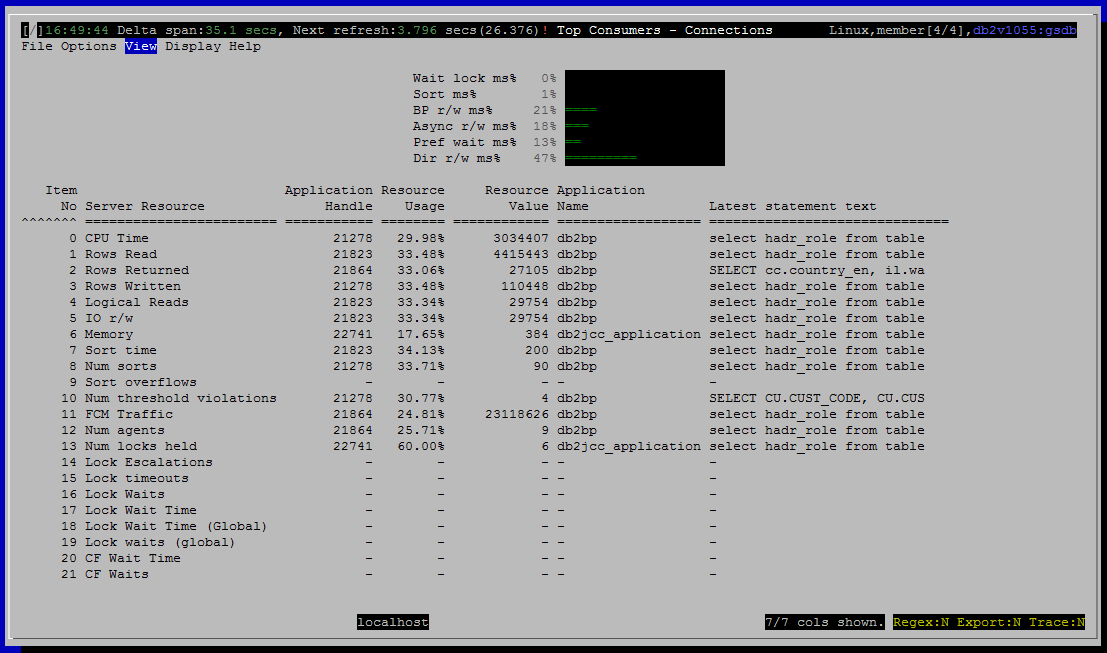 [/]16:49:44 Delta span:35.1 secs, Next refresh:3.796 secs(26.376)! Top Consumers - Connections Linux,member[4/4],db2v1055:gsdb
File Options View Display Help
Wait lock ms% 0%
Sort ms% 1%
BP r/w ms% 21% ====
Async r/w ms% 18% ===
Pref wait ms% 13% ==
Dir r/w ms% 47% =========
Item Application Resource Resource Application
No Server Resource Handle Usage Value Name Latest statement text
^^^^^^^ ======================== =========== ======== ============ ================== ==============================
0 CPU Time 21278 29.98% 3034407 db2bp select hadr_role from table
1 Rows Read 21823 33.48% 4415443 db2bp select hadr_role from table
2 Rows Returned 21864 33.06% 27105 db2bp SELECT cc.country_en, il.wa
3 Rows Written 21278 33.48% 110448 db2bp select hadr_role from table
4 Logical Reads 21823 33.34% 29754 db2bp select hadr_role from table
5 IO r/w 21823 33.34% 29754 db2bp select hadr_role from table
6 Memory 22741 17.65% 384 db2jcc_application select hadr_role from table
7 Sort time 21823 34.13% 200 db2bp select hadr_role from table
8 Num sorts 21278 33.71% 90 db2bp select hadr_role from table
9 Sort overflows - - - - -
10 Num threshold violations 21278 30.77% 4 db2bp SELECT CU.CUST_CODE, CU.CUS
11 FCM Traffic 21864 24.81% 23118626 db2bp select hadr_role from table
12 Num agents 21864 25.71% 9 db2bp select hadr_role from table
13 Num locks held 22741 60.00% 6 db2jcc_application select hadr_role from table
14 Lock Escalations - - - - -
15 Lock timeouts - - - - -
16 Lock Waits - - - - -
17 Lock Wait Time - - - - -
18 Lock Wait Time (Global) - - - - -
19 Lock waits (global) - - - - -
20 CF Wait Time - - - - -
21 CF Waits - - - - -
localhost 7/7 cols shown. Regex:N Export:N Trace:N